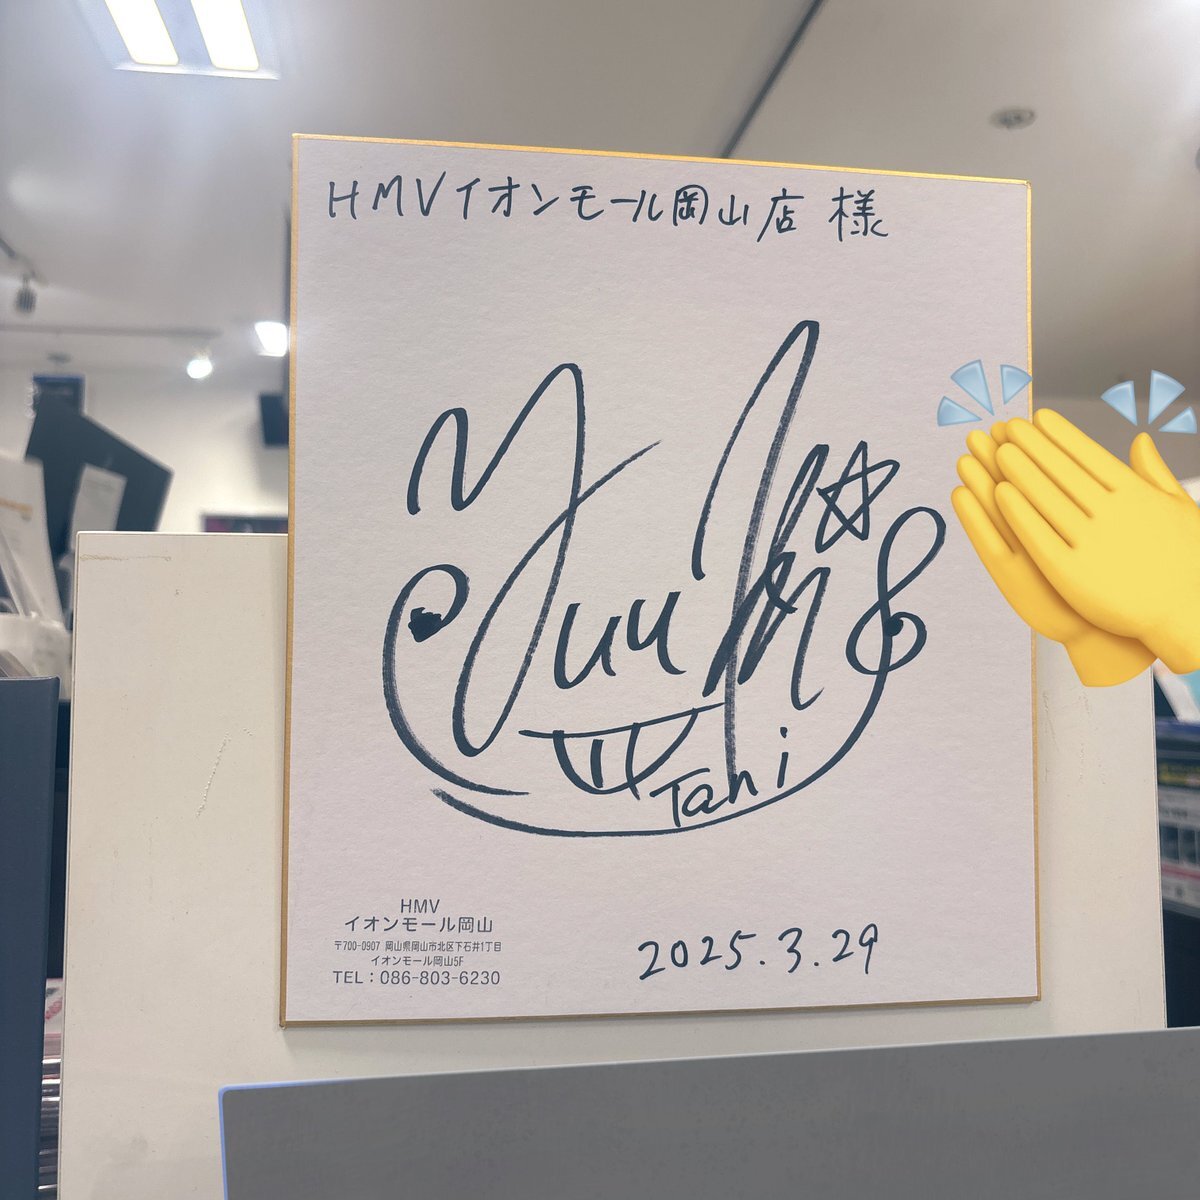 HMVイオンモール岡山店 様
Yuuki
Tani
HMV
イオンモール岡山
〒700-0907 岡山県岡山市北区下石井1丁目
イオンモール岡山5F
TEL：086-803-6230
2025.3.29